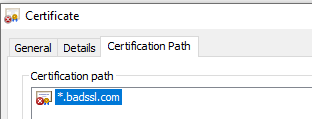 Certificate
General Details Certification Path
Certification path
*.badssl.com